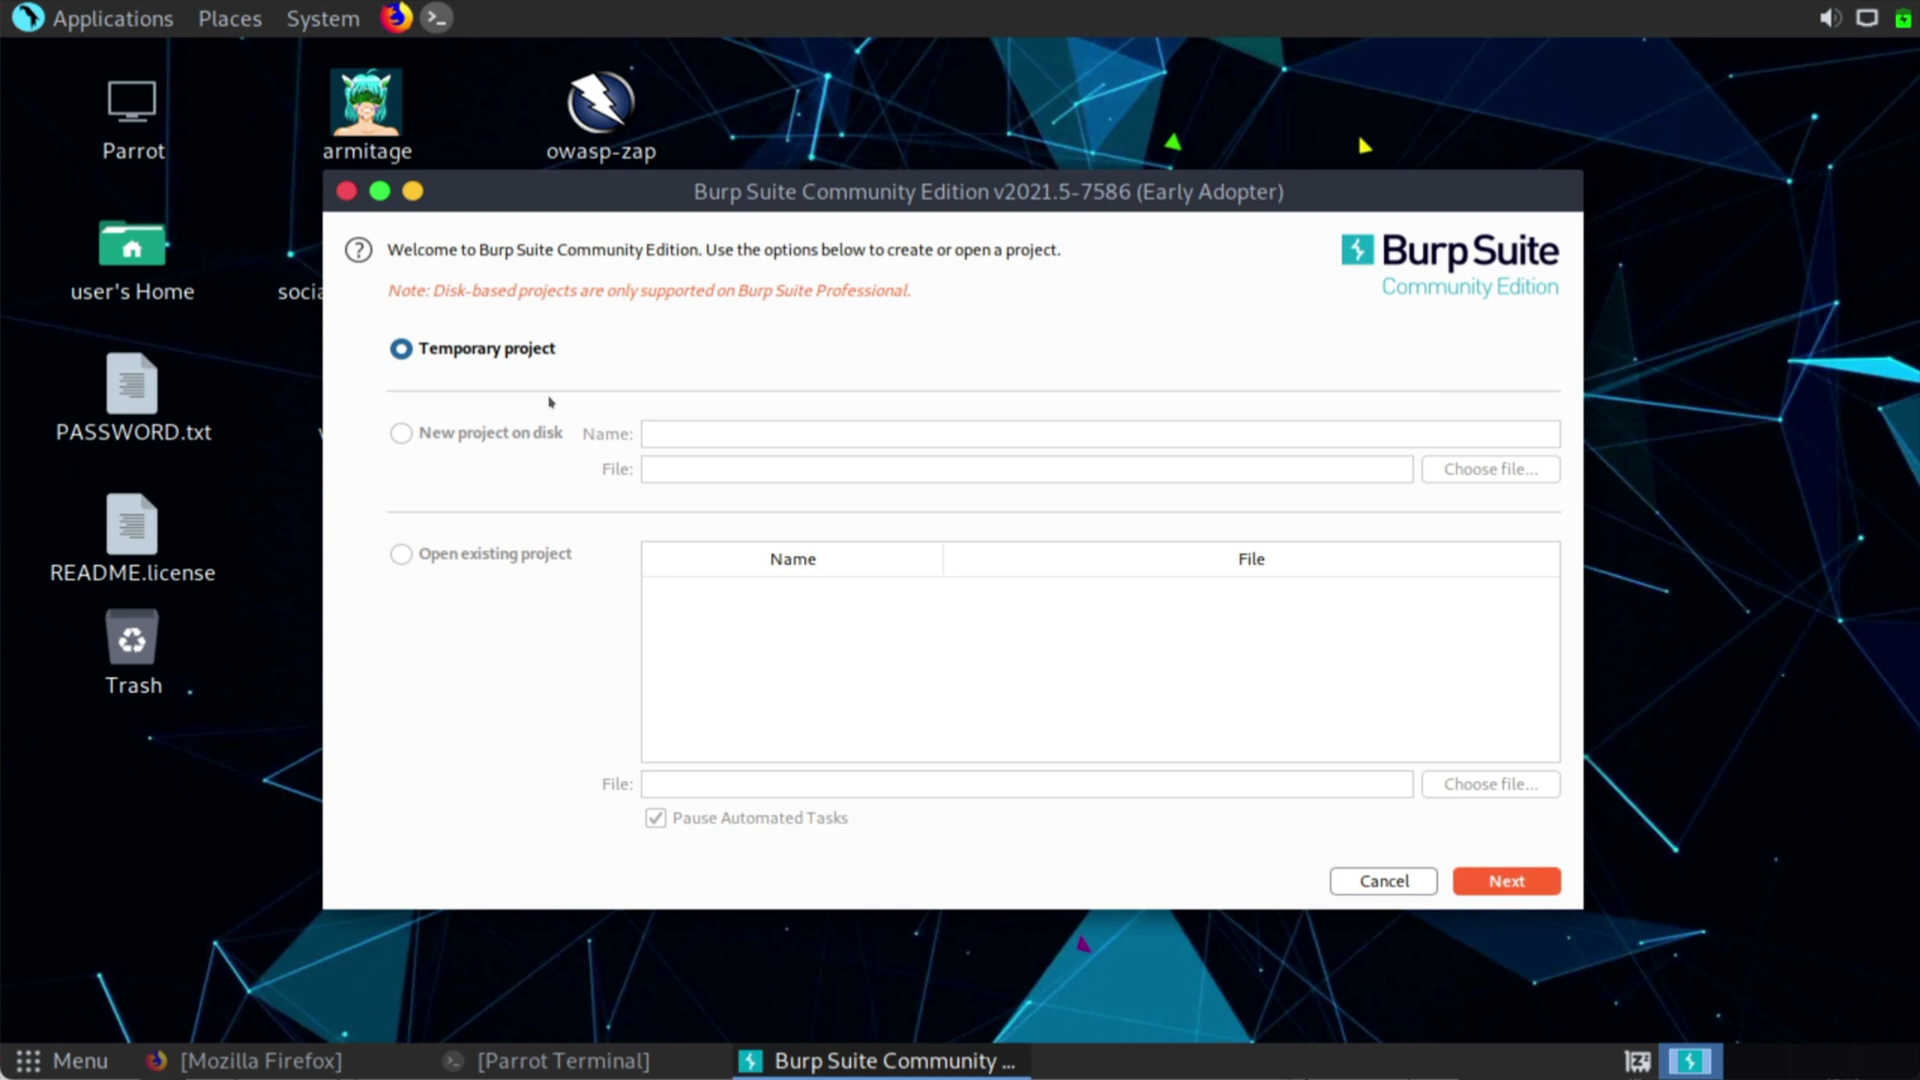 Applications Places System
Parrot
armitage
owasp-zap
Burp Suite Community Edition v2021.5-7586 (Early Adopter)
user's Home
socia
PASSWORD.txt
README.license
Trash
? Welcome to Burp Suite Community Edition. Use the options below to create or open a project.
Note: Disk-based projects are only supported on Burp Suite Professional.
Burp Suite
Community Edition
Temporary project
New project on disk Name:
File: Choose file...
Open existing project
Name File
File: Choose file...
Pause Automated Tasks
Cancel Next
Menu [Mozilla Firefox] [Parrot Terminal] Burp Suite Community ...